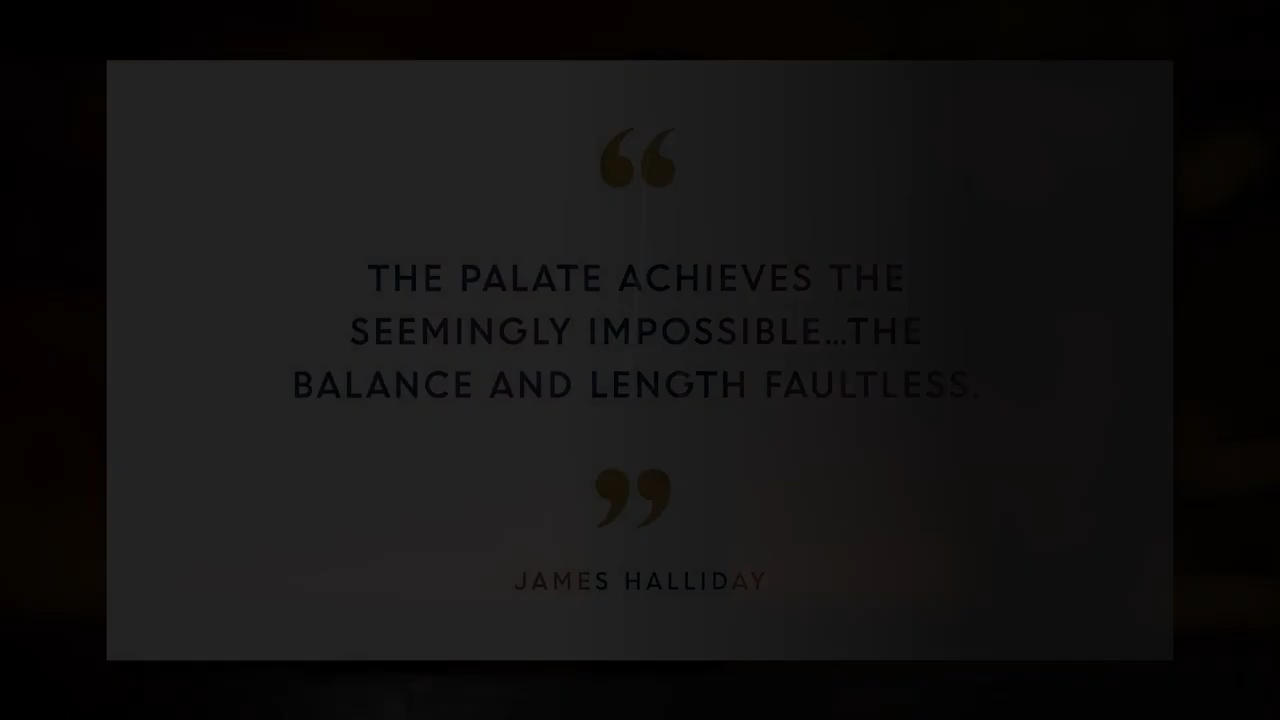 “
THE PALATE ACHIEVES THE
SEEMINGLY IMPOSSIBLE...THE
BALANCE AND LENGTH FAULTLESS.
”
JAMES HALLIDAY